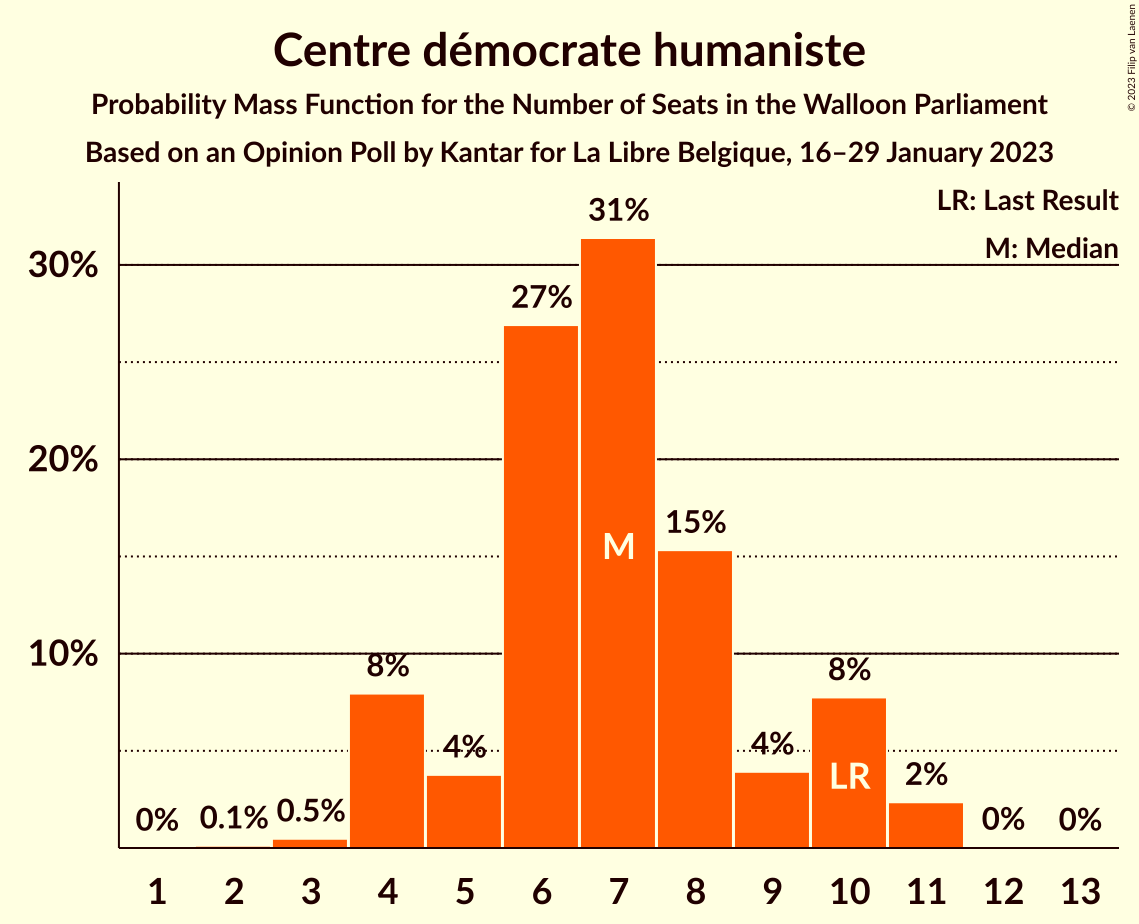 Centre démocrate humaniste
Probability Mass Function for the Number of Seats in the Walloon Parliament
Based on an Opinion Poll by Kantar for La Libre Belgique, 16–29 January 2023
© 2023 Filip van Laenen
LR: Last Result
M: Median
30%
20%
10%
0%
0.1%
0.5%
8%
4%
27%
31%
15%
4%
8%
2%
0%
0%
M
LR
1 2 3 4 5 6 7 8 9 10 11 12 13